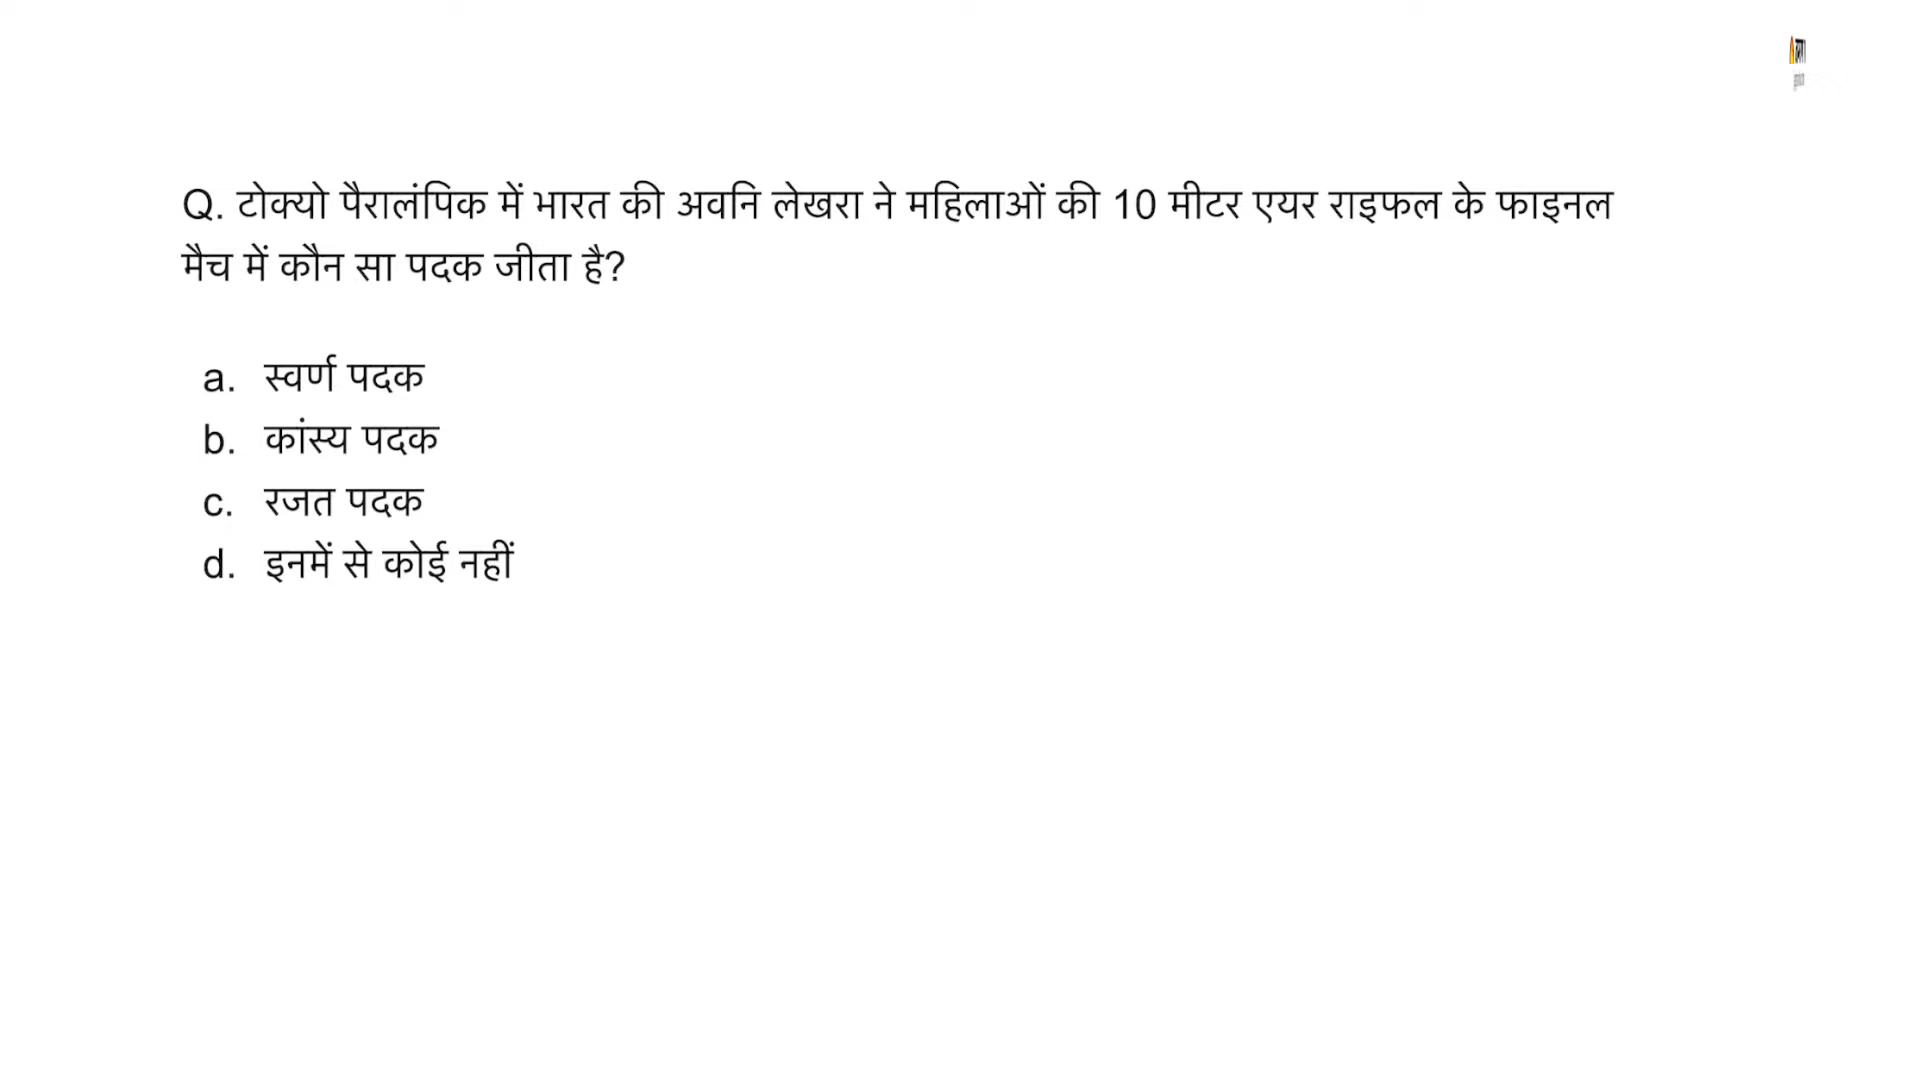 Q. टोक्यो पैरालंपिक में भारत की अवनि लेखरा ने महिलाओं की 10 मीटर एयर राइफल के फाइनल
मैच में कौन सा पदक जीता है?
a. स्वर्ण पदक
b. कांस्य पदक
c. रजत पदक
d. इनमें से कोई नहीं